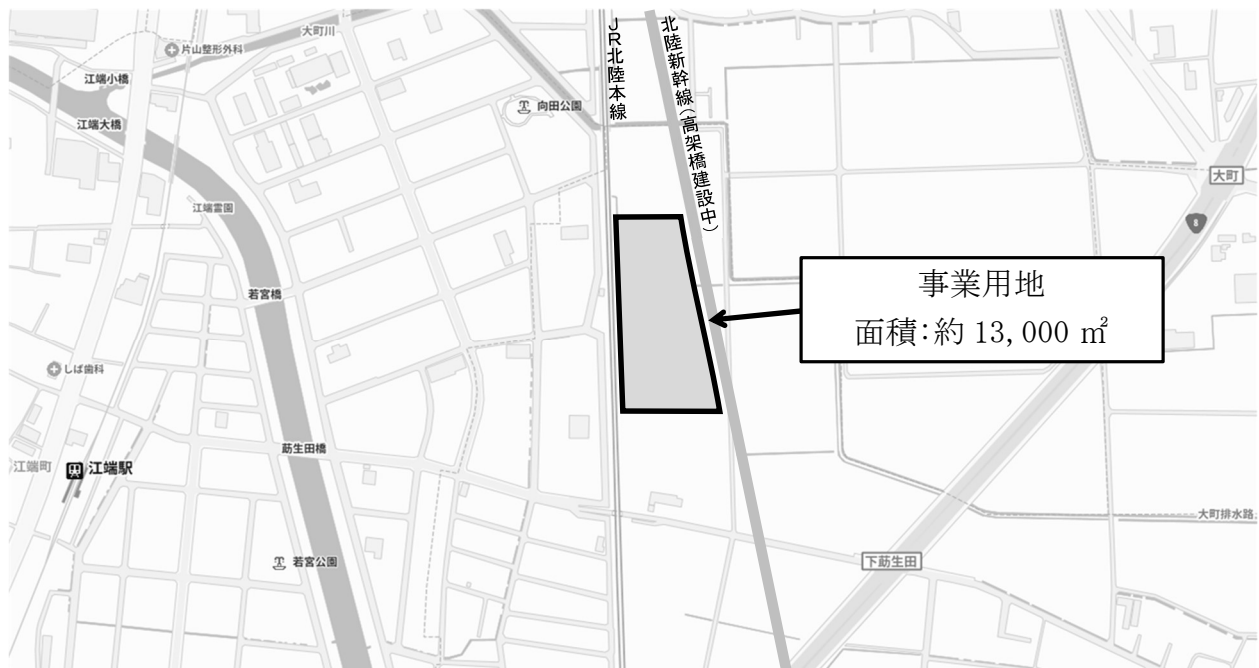 大町川
片山整形外科
江端小橋
江端大橋
向田公園
JR北陸本線
北陸新幹線(高架橋建設中)
大町
8
江端霊園
若宮橋
事業用地
面積:約 13,000 ㎡
しば歯科
莇生田橋
江端町
江端駅
大町排水路
下莇生田
若宮公園